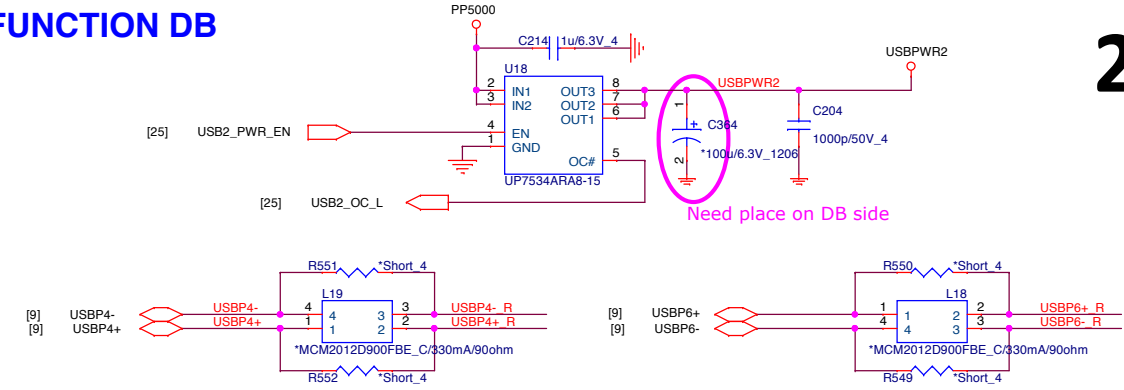 FUNCTION DB
2
PP5000
C214 1u/6.3V_4
USBPWR2
U18
2 IN1 OUT3 8 USBPWR2
3 IN2 OUT2 7
OUT1 6
1
C364
C204
[25] USB2_PWR_EN 4 EN
1 GND
+
1000p/50V_4
*100u/6.3V_1206
OC# 5
2
UP7534ARA8-15
[25] USB2_OC_L
Need place on DB side
R551 *Short_4
R550 *Short_4
L19
L18
[9] USBP4- USBP4- 4 4 3 3 USBP4-_R
[9] USBP4+ USBP4+ 1 1 2 2 USBP4+_R
[9] USBP6+ 1 1 2 2 USBP6+_R
[9] USBP6- 4 4 3 3 USBP6-_R
*MCM2012D900FBE_C/330mA/90ohm
*MCM2012D900FBE_C/330mA/90ohm
R552 *Short_4
R549 *Short_4